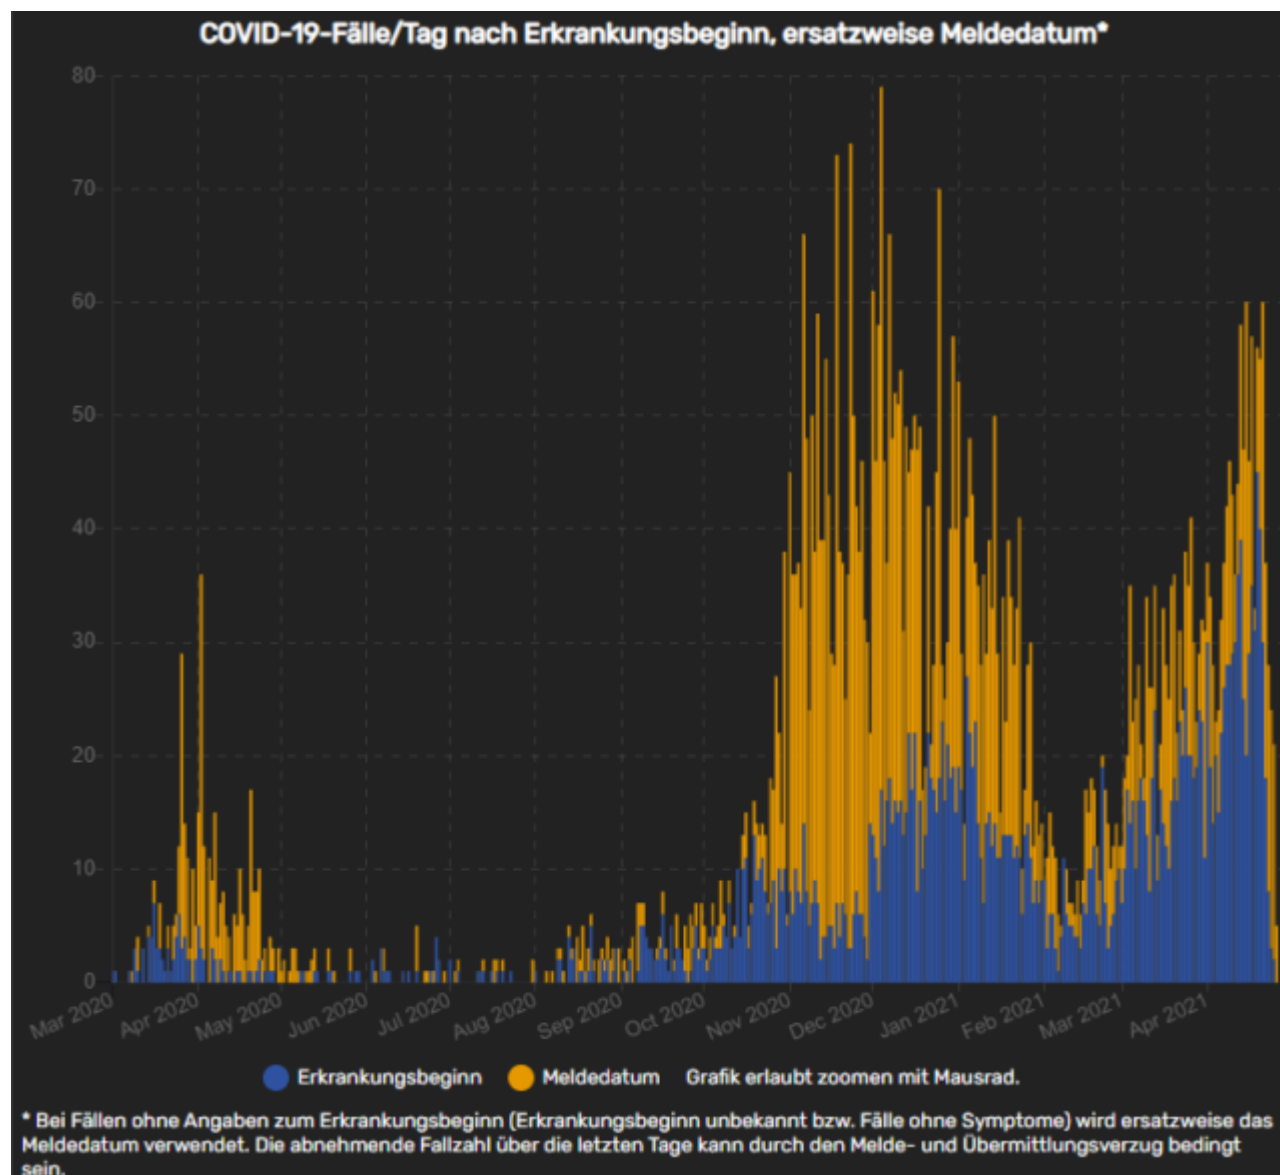 COVID-19-Fälle/Tag nach Erkrankungsbeginn, ersatzweise Meldedatum*
80
70
60
50
40
30
20
10
0
Mar 2020
Apr 2020
May 2020
Jun 2020
Jul 2020
Aug 2020
Sep 2020
Oct 2020
Nov 2020
Dec 2020
Jan 2021
Feb 2021
Mar 2021
Apr 2021
Erkrankungsbeginn
Meldedatum
Grafik erlaubt zoomen mit Mausrad.
* Bei Fällen ohne Angaben zum Erkrankungsbeginn (Erkrankungsbeginn unbekannt bzw. Fälle ohne Symptome) wird ersatzweise das
Meldedatum verwendet. Die abnehmende Fallzahl über die letzten Tage kann durch den Melde- und Übermittlungsverzug bedingt
sein.